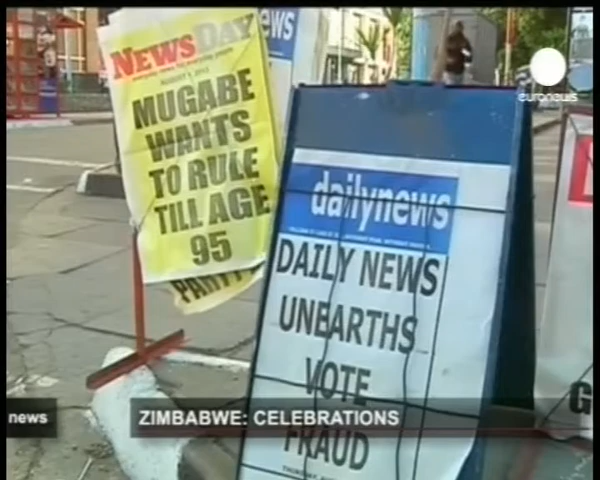 NEWSDAY
MUGABE
WANTS
TO RULE
TILL AGE
95
PARTY
ews
euronews
dailynews
DAILY NEWS
UNEARTHS
VOTE
FRAUD
G
news
ZIMBABWE: CELEBRATIONS